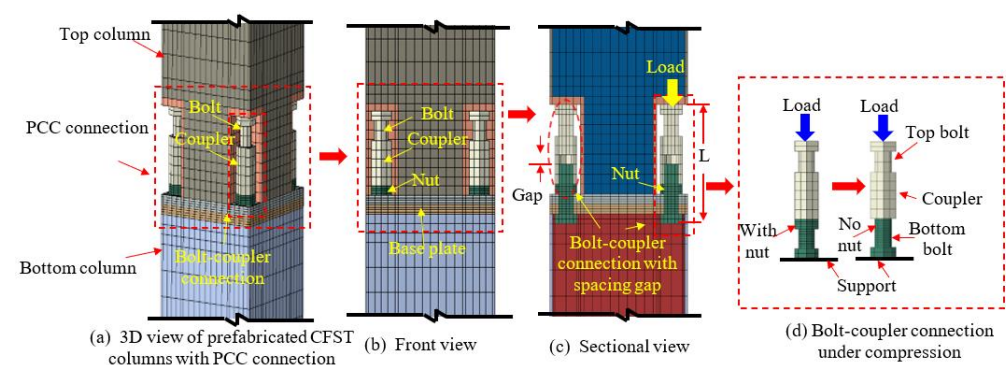 Top column
PCC connection
Bottom column
Bolt
Coupler
Bolt-coupler
connection
(a) 3D view of prefabricated CFST
columns with PCC connection
Bolt
Coupler
Nut
Base plate
(b) Front view
Load
L
Nut
Gap
Bolt-coupler
connection with
spacing gap
(c) Sectional view
Load
Load
Top bolt
Coupler
With
nut
No
nut
Bottom
bolt
Support
(d) Bolt-coupler connection
under compression